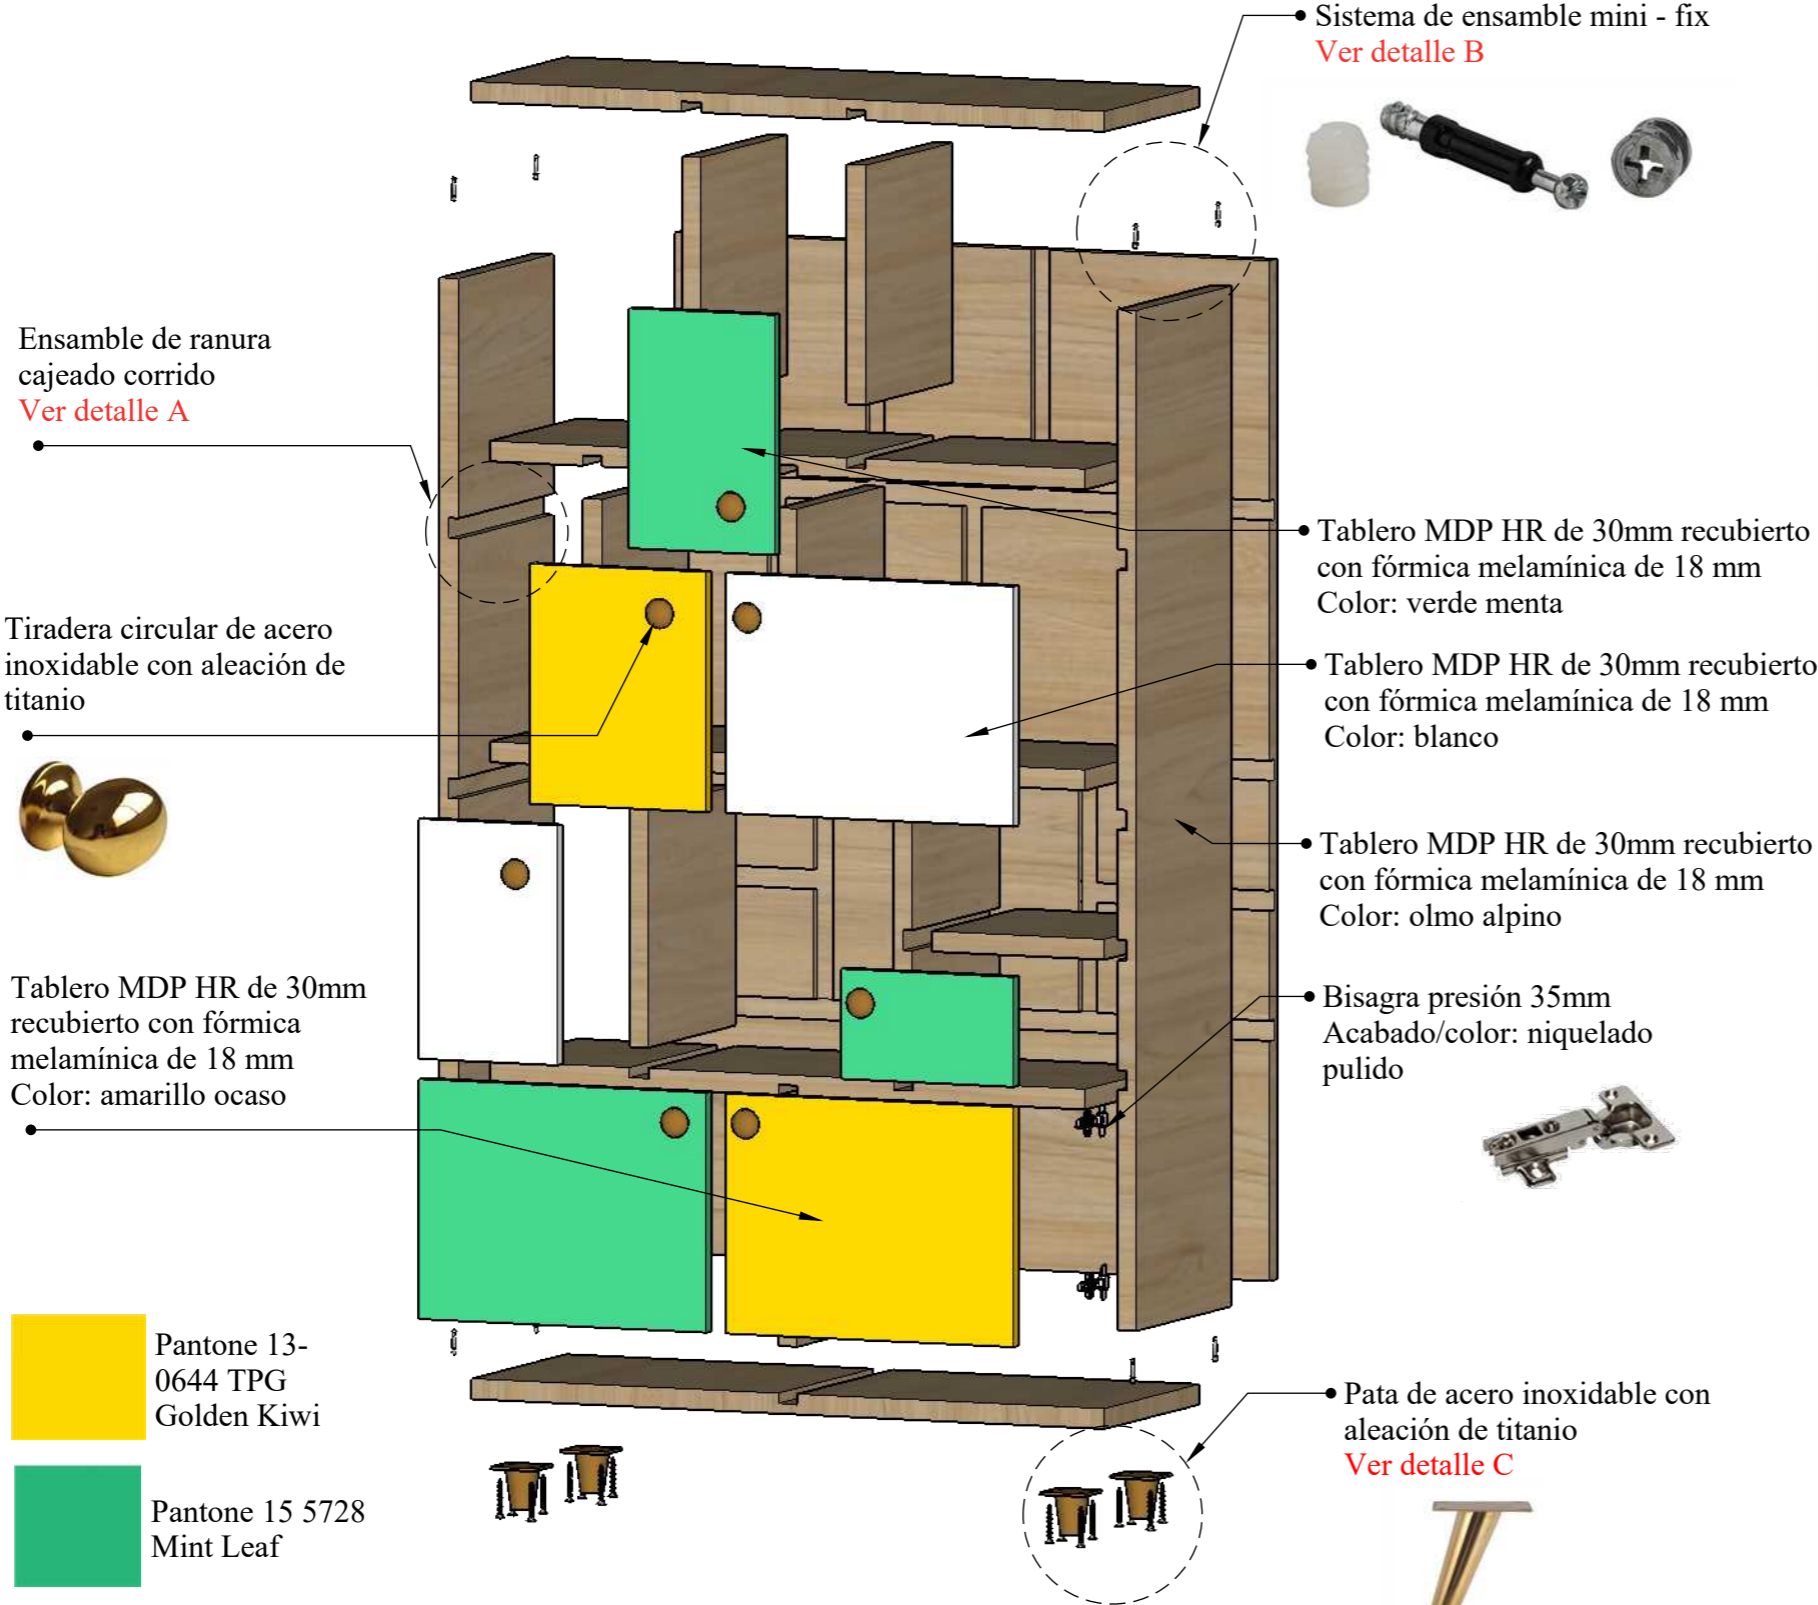 Sistema de ensamble mini - fix
Ver detalle B
Ensamble de ranura
cajeado corrido
Ver detalle A
Tablero MDP HR de 30mm recubierto
con fórmica melamínica de 18 mm
Color: verde menta
Tiradera circular de acero
inoxidable con aleación de
titanio
Tablero MDP HR de 30mm recubierto
con fórmica melamínica de 18 mm
Color: blanco
Tablero MDP HR de 30mm recubierto
con fórmica melamínica de 18 mm
Color: olmo alpino
Tablero MDP HR de 30mm
recubierto con fórmica
melamínica de 18 mm
Color: amarillo ocaso
Bisagra presión 35mm
Acabado/color: niquelado
pulido
Pantone 13-
0644 TPG
Golden Kiwi
Pata de acero inoxidable con
aleación de titanio
Ver detalle C
Pantone 15 5728
Mint Leaf